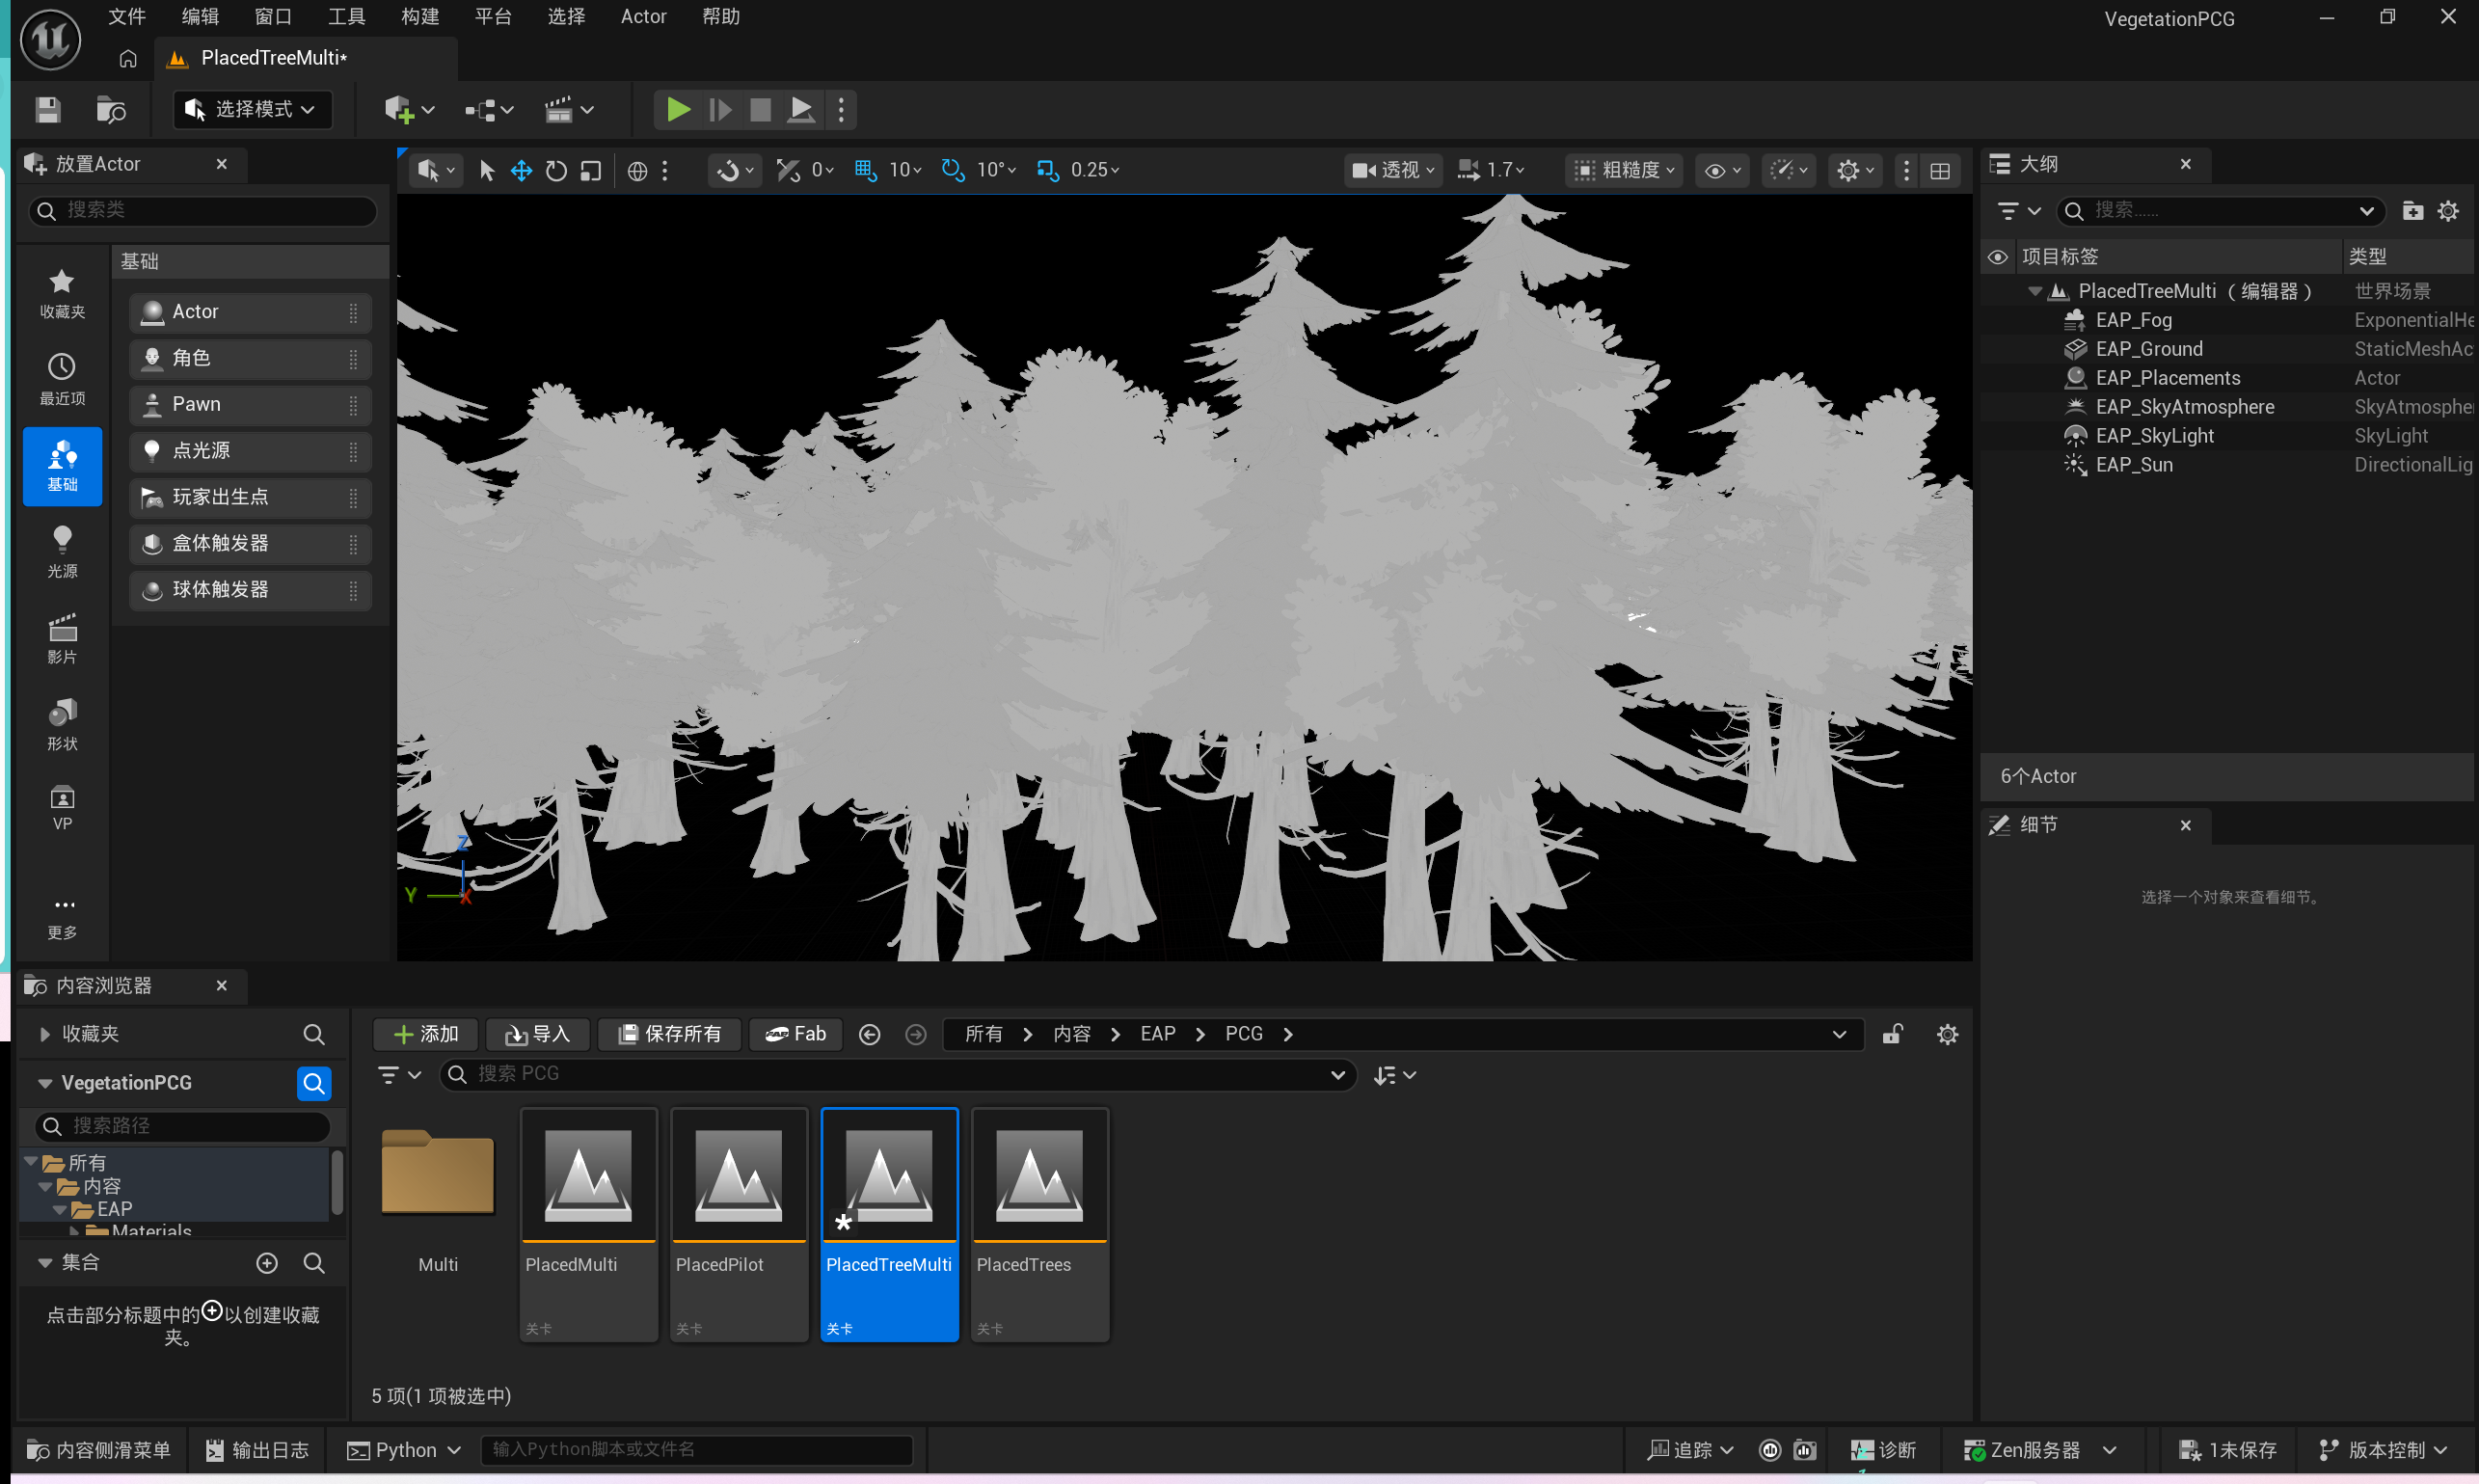 文件 编辑 窗口 工具 构建 平台 选择 Actor 帮助
VegetationPCG
PlacedTreeMulti*
选择模式
放置Actor
搜索类
收藏夹
最近项
基础
光源
影片
形状
VP
更多
基础
Actor
角色
Pawn
点光源
玩家出生点
盒体触发器
球体触发器
0 10 10° 0.25
透视 1.7 粗糙度
Z
Y X
大纲
搜索......
项目标签 类型
PlacedTreeMulti（编辑器） 世界场景
EAP_Fog ExponentialHe
EAP_Ground StaticMeshAc
EAP_Placements Actor
EAP_SkyAtmosphere SkyAtmosphe
EAP_SkyLight SkyLight
EAP_Sun DirectionalLig
6个Actor
细节
选择一个对象来查看细节。
内容浏览器
收藏夹
VegetationPCG
搜索路径
所有
内容
EAP
Materials
集合
点击部分标题中的以创建收藏
夹。
添加 导入 保存所有 Fab 所有 内容 EAP PCG
搜索 PCG
Multi
PlacedMulti
关卡
PlacedPilot
关卡
PlacedTreeMulti
关卡
PlacedTrees
关卡
5 项(1 项被选中)
内容侧滑菜单 输出日志 Python 输入Python脚本或文件名 追踪 诊断 Zen服务器 1未保存 版本控制